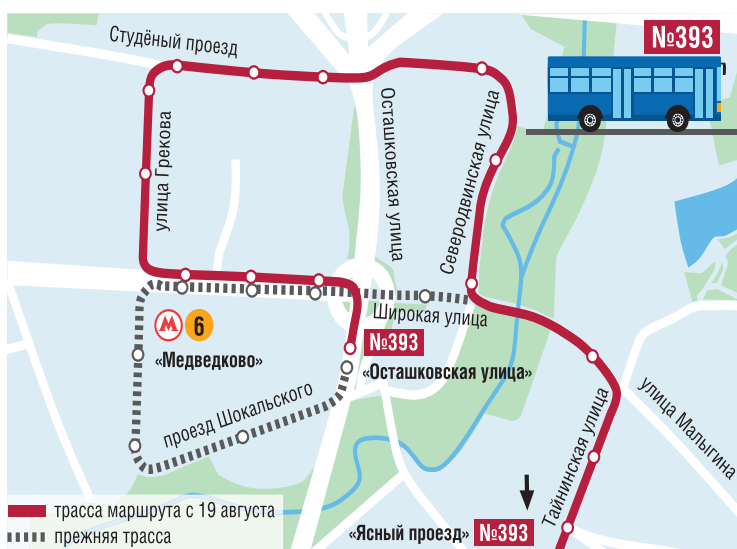 №393
Студёный проезд
улица Грекова
Осташковская улица
Северодвинская улица
Широкая улица
М 6
«Медведково»
№393
«Осташковская улица»
проезд Шокальского
улица Малыгина
Тайнинская улица
«Ясный проезд» №393
трасса маршрута с 19 августа
прежняя трасса